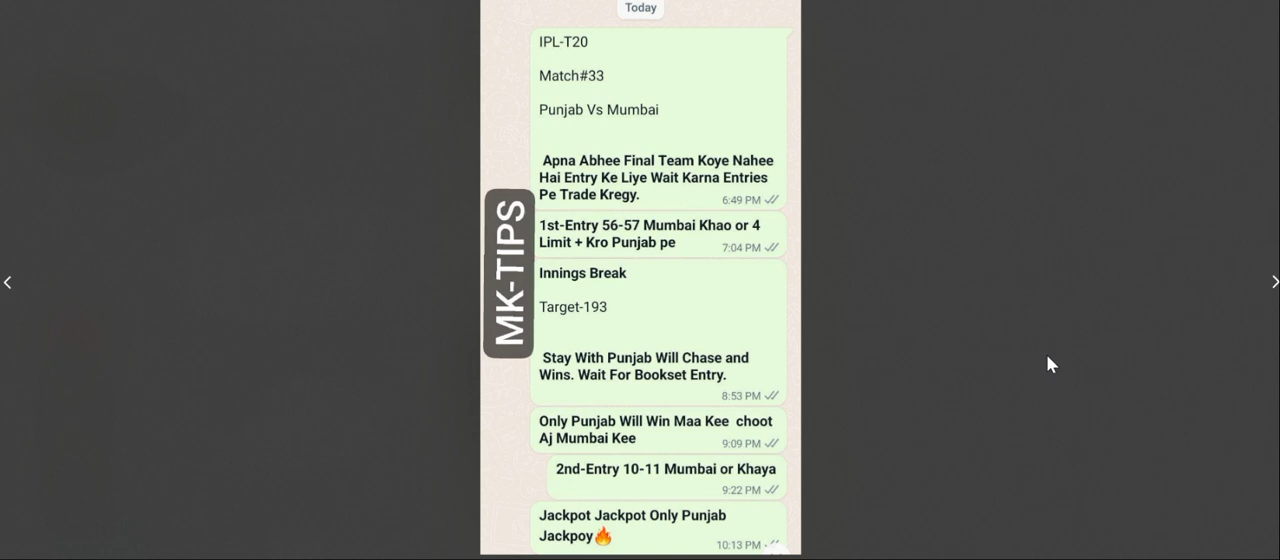 Today
IPL-T20
Match#33
Punjab Vs Mumbai
Apna Abhee Final Team Koye Nahee
Hai Entry Ke Liye Wait Karna Entries
Pe Trade Kregy.
6:49 PM
1st-Entry 56-57 Mumbai Khao or 4
Limit + Kro Punjab pe
7:04 PM
Innings Break
Target-193
Stay With Punjab Will Chase and
Wins. Wait For Bookset Entry.
8:53 PM
Only Punjab Will Win Maa Kee choot
Aj Mumbai Kee
9:09 PM
2nd-Entry 10-11 Mumbai or Khaya
9:22 PM
Jackpot Jackpot Only Punjab
Jackpoy🔥
10:13 PM
MK-TIPS